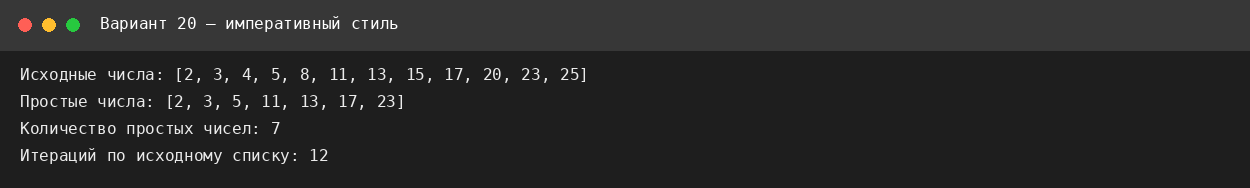 Вариант 20 — императивный стиль
Исходные числа: [2, 3, 4, 5, 8, 11, 13, 15, 17, 20, 23, 25]
Простые числа: [2, 3, 5, 11, 13, 17, 23]
Количество простых чисел: 7
Итераций по исходному списку: 12